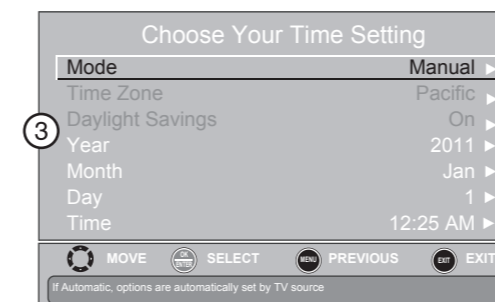 Choose Your Time Setting
Mode Manual
Time Zone Pacific
Daylight Savings On
3
Year 2011
Month Jan
Day 1
Time 12:25 AM
MOVE OK ENTER SELECT MENU PREVIOUS EXIT EXIT
If Automatic, options are automatically set by TV source